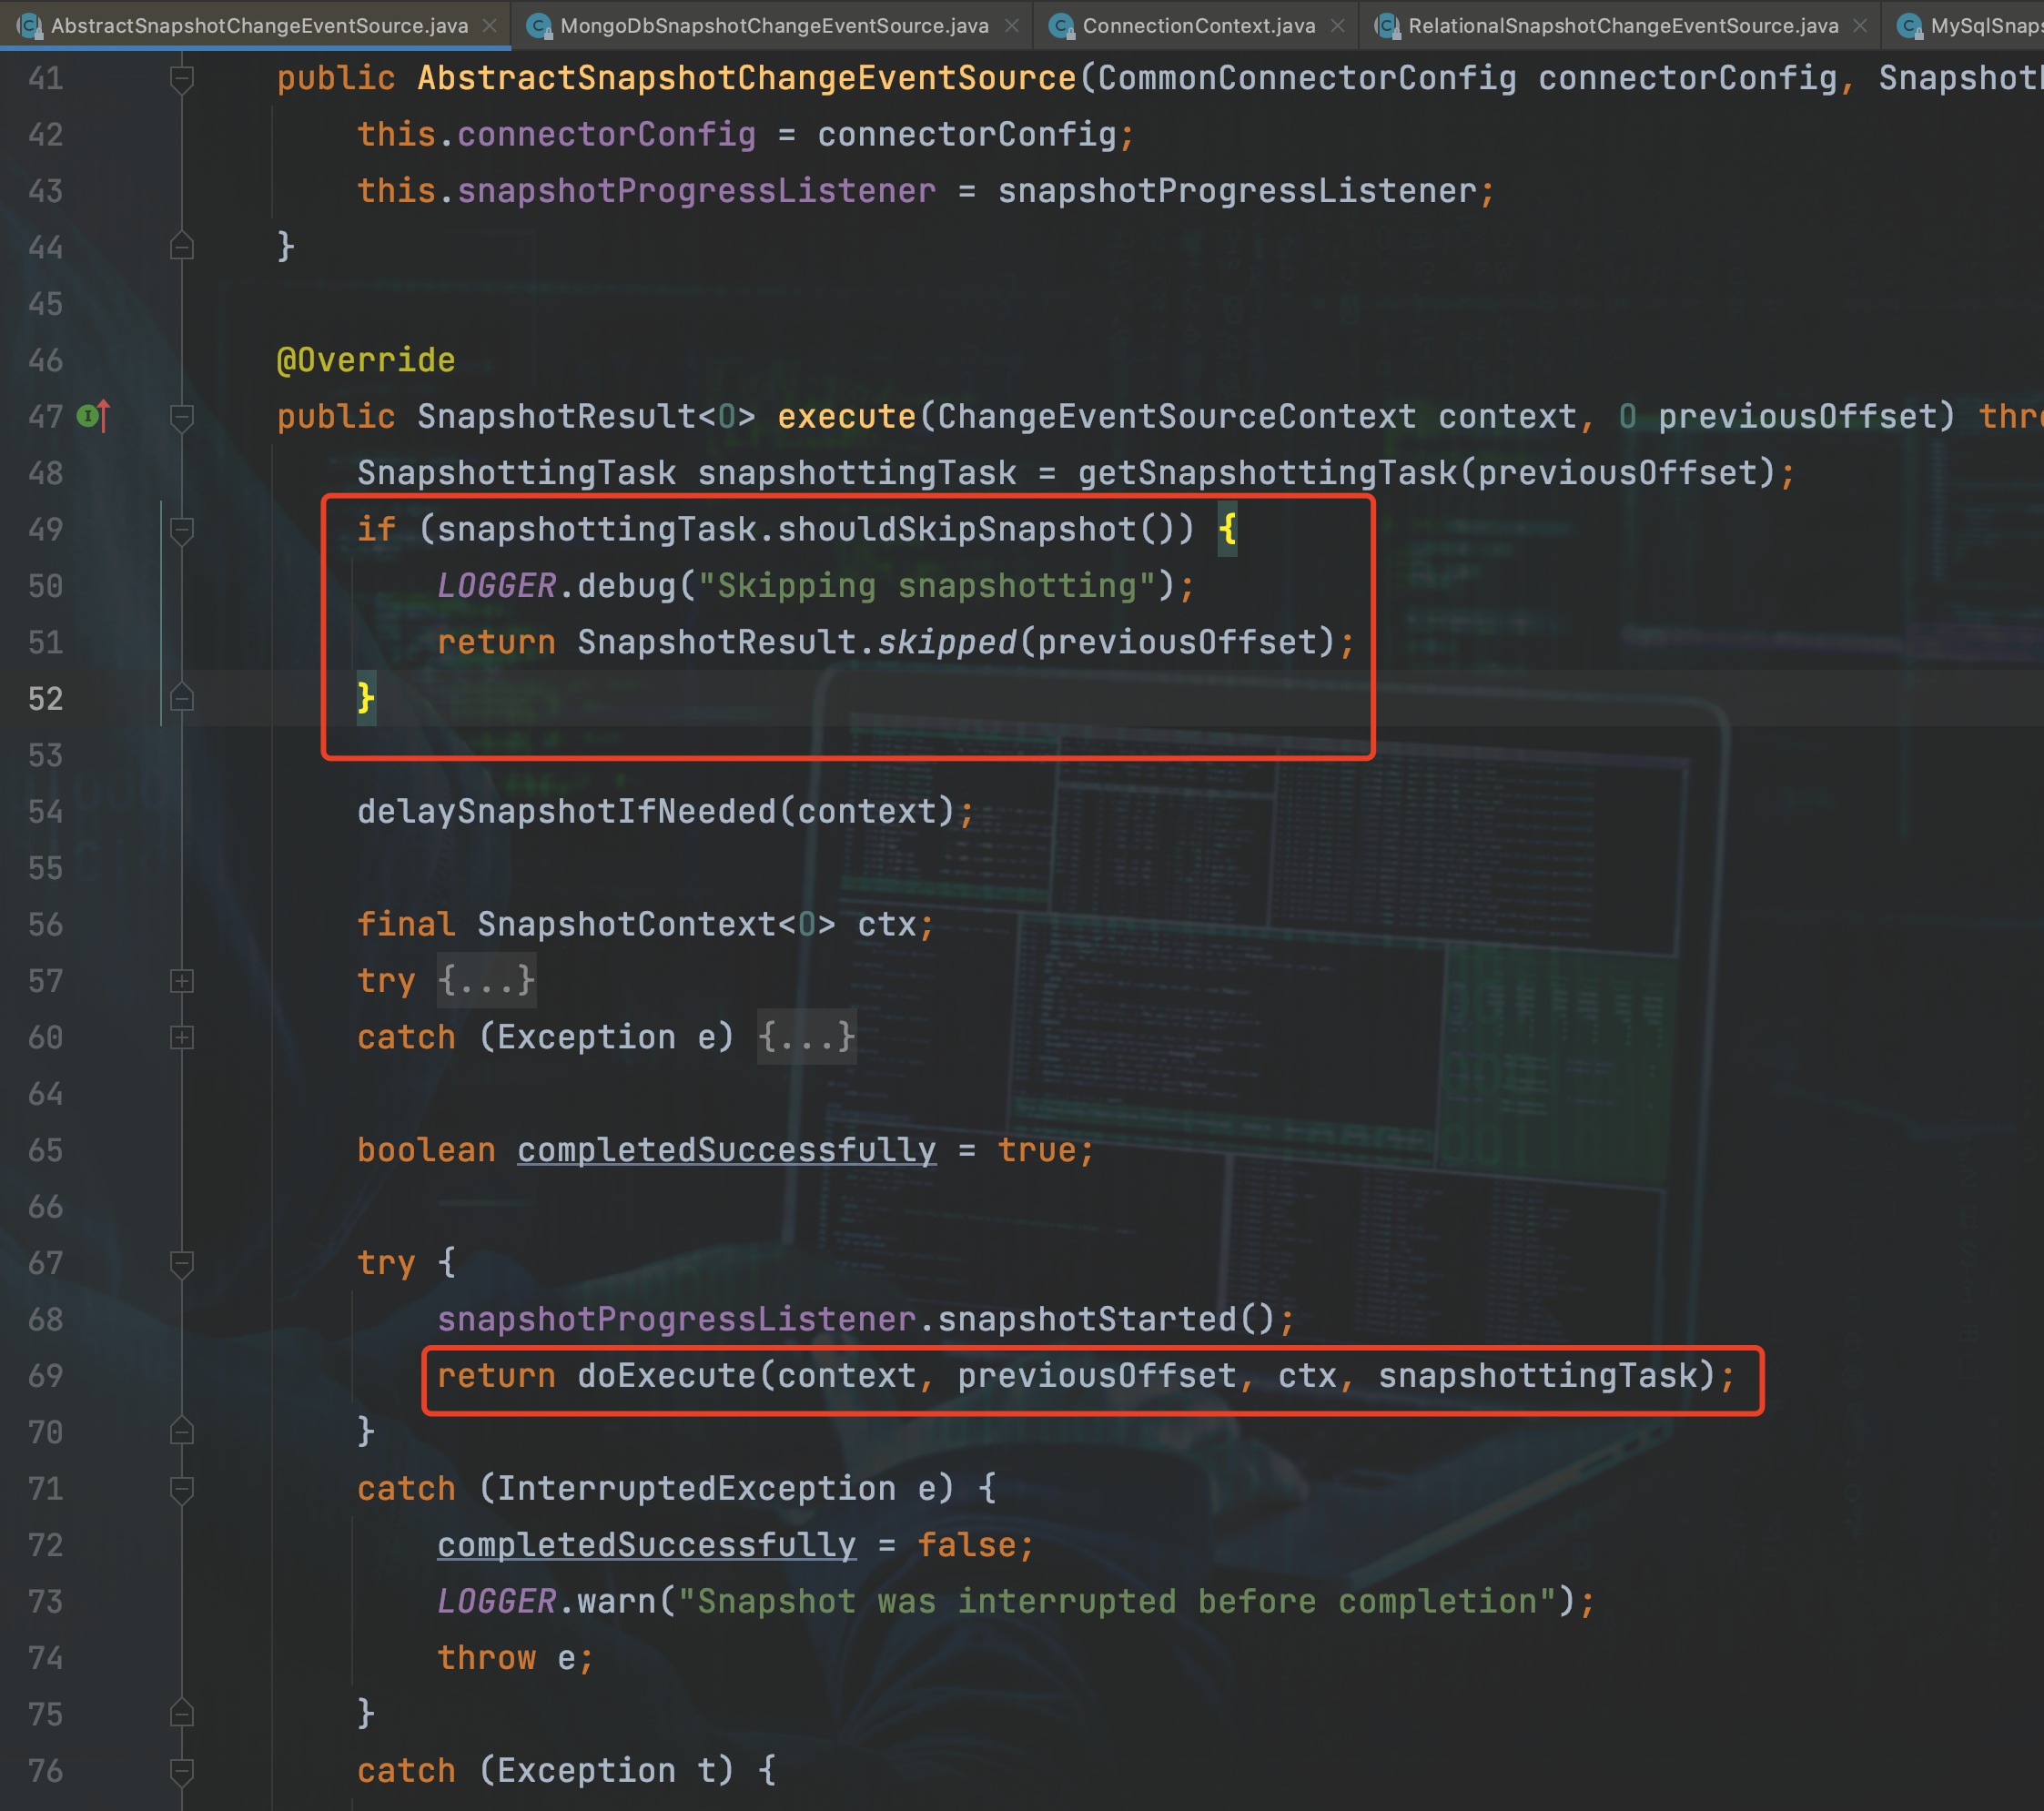 AbstractSnapshotChangeEventSource.java MongoDbSnapshotChangeEventSource.java ConnectionContext.java RelationalSnapshotChangeEventSource.java MySqlSnaps
41 public AbstractSnapshotChangeEventSource(CommonConnectorConfig connectorConfig, Snapshot
42 this.connectorConfig = connectorConfig;
43 this.snapshotProgressListener = snapshotProgressListener;
44 }
45
46 @Override
47 public SnapshotResult<O> execute(ChangeEventSourceContext context, O previousOffset) thr
48 SnapshottingTask snapshottingTask = getSnapshottingTask(previousOffset);
49 if (snapshottingTask.shouldSkipSnapshot()) {
50 LOGGER.debug("Skipping snapshotting");
51 return SnapshotResult.skipped(previousOffset);
52 }
53
54 delaySnapshotIfNeeded(context);
55
56 final SnapshotContext<O> ctx;
57 try {...}
60 catch (Exception e) {...}
64
65 boolean completedSuccessfully = true;
66
67 try {
68 snapshotProgressListener.snapshotStarted();
69 return doExecute(context, previousOffset, ctx, snapshottingTask);
70 }
71 catch (InterruptedException e) {
72 completedSuccessfully = false;
73 LOGGER.warn("Snapshot was interrupted before completion");
74 throw e;
75 }
76 catch (Exception t) {